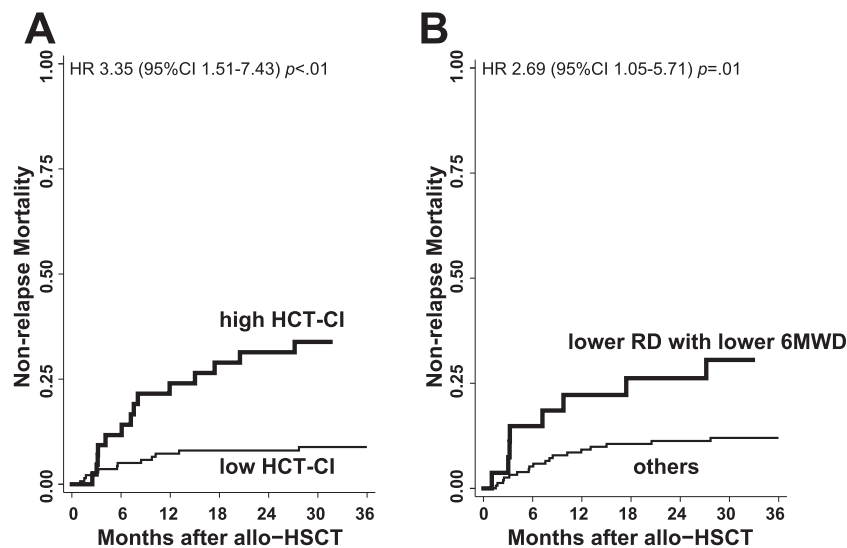 A
HR 3.35 (95%CI 1.51-7.43) p<.01
Non-relapse Mortality
1.00
0.75
0.50
0.25
0.00
high HCT-CI
low HCT-CI
0 6 12 18 24 30 36
Months after allo−HSCT
B
HR 2.69 (95%CI 1.05-5.71) p=.01
Non-relapse Mortality
1.00
0.75
0.50
0.25
0.00
lower RD with lower 6MWD
others
0 6 12 18 24 30 36
Months after allo−HSCT